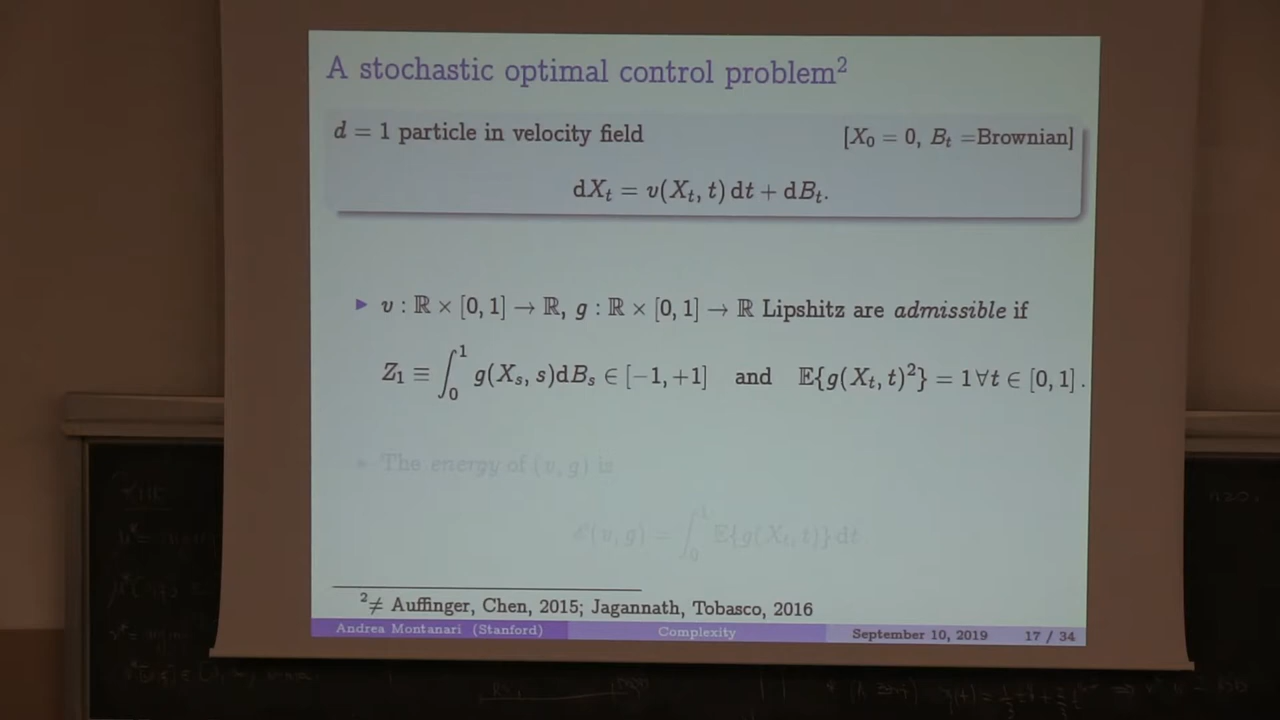 A stochastic optimal control problem²
d = 1 particle in velocity field [X₀ = 0, Bₜ =Brownian]
dXₜ = v(Xₜ, t) dt + dBₜ.
▶ v : ℝ × [0, 1] → ℝ, g : ℝ × [0, 1] → ℝ Lipshitz are admissible if
Z₁ ≡ ∫₀¹ g(Xₛ, s)dBₛ ∈ [−1, +1] and 𝔼{g(Xₜ, t)²} = 1 ∀t ∈ [0, 1] .
The energy of (v, g) is
ℰ(v, g) = ∫₀¹ 𝔼{g(Xₜ, t)} dt
²≠ Auffinger, Chen, 2015; Jagannath, Tobasco, 2016
Andrea Montanari (Stanford) Complexity September 10, 2019 17 / 34